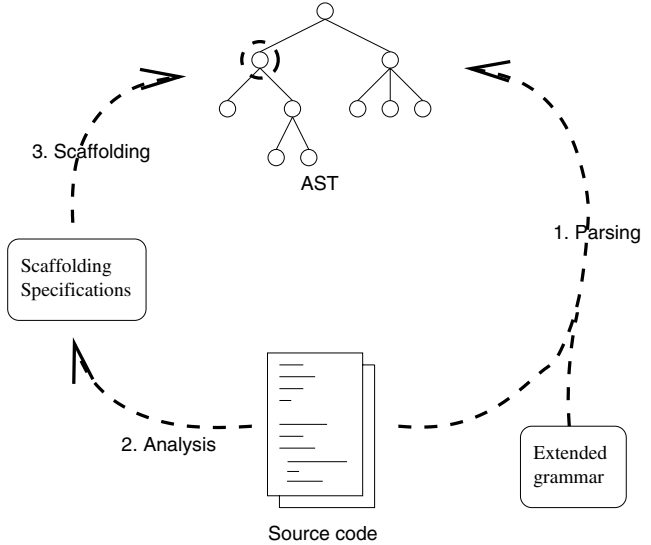 AST
3. Scaffolding
1. Parsing
Scaffolding
Specifications
2. Analysis
Extended
grammar
Source code